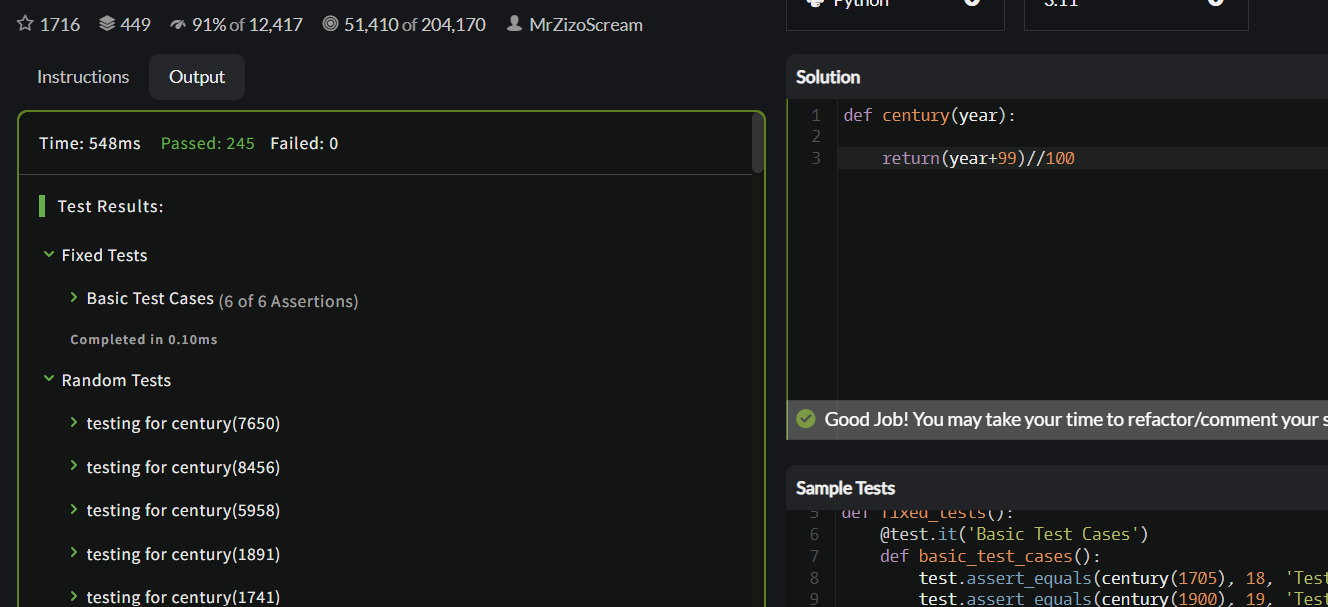 1716 449 91% of 12,417 51,410 of 204,170 MrZizoScream
Python
3.11
Instructions Output
Time: 548ms Passed: 245 Failed: 0
Test Results:
Fixed Tests
Basic Test Cases (6 of 6 Assertions)
Completed in 0.10ms
Random Tests
testing for century(7650)
testing for century(8456)
testing for century(5958)
testing for century(1891)
testing for century(1741)
Solution
1 def century(year):
2
3 return(year+99)//100
Good Job! You may take your time to refactor/comment your s
Sample Tests
5 def fixed_tests():
6 @test.it('Basic Test Cases')
7 def basic_test_cases():
8 test.assert_equals(century(1705), 18, 'Test
9 test.assert_equals(century(1900), 19, 'Test